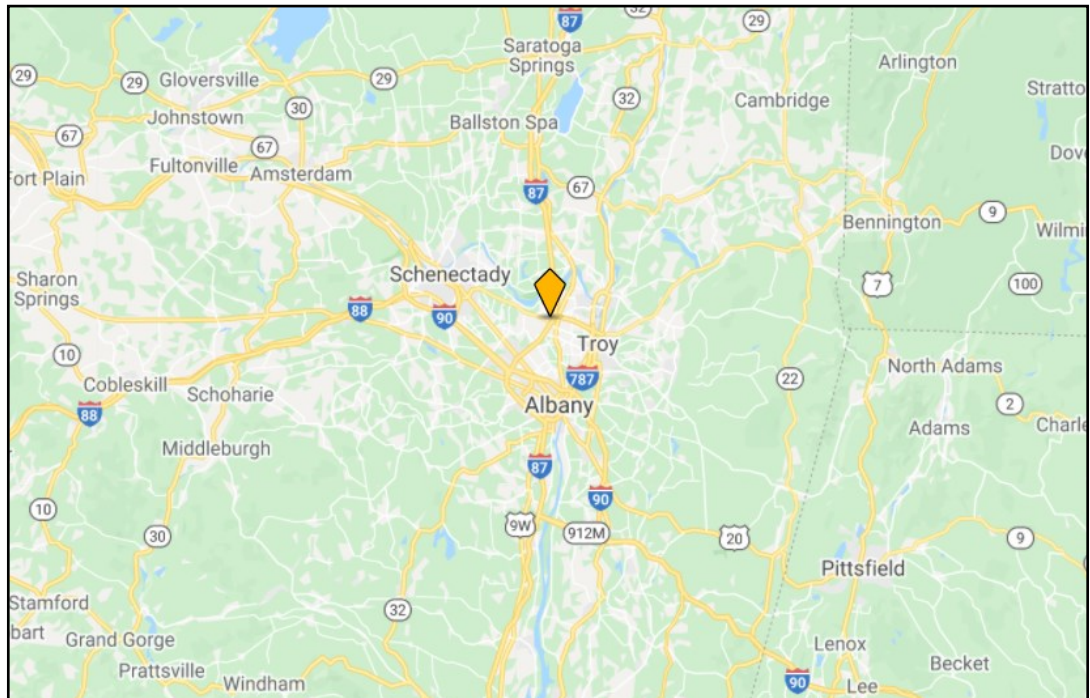 87
32
29
Saratoga
Springs
29
Gloversville
29
Arlington
Stratto
30
32
Cambridge
Johnstown
Ballston Spa
67
67
Dov
Fultonville
Amsterdam
ort Plain
87
67
Bennington
9
Wilmi
Sharon
Springs
Schenectady
7
100
88
90
Troy
10
Cobleskill
Schoharie
787
22
North Adams
88
Albany
2
Adams
Charle
Middleburgh
87
90
10
9W
912M
20
9
30
Pittsfield
Stamford
bart
Grand Gorge
32
Lenox
Becket
Prattsville
Windham
90
Lee
29